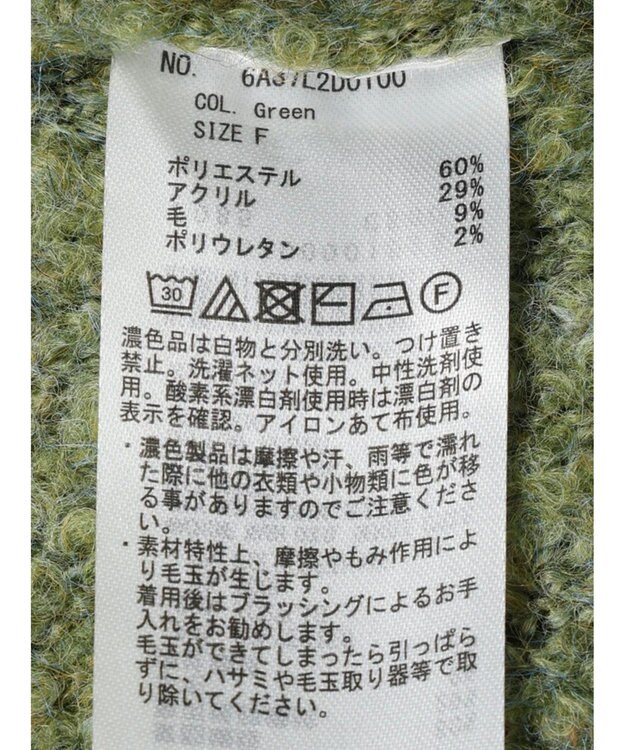 NO. 6A37L2D0100
COL. Green
SIZE F
ポリエステル 60%
アクリル 29%
毛 9%
ポリウレタン 2%
30 F
濃色品は白物と分別洗い。つけ置き
禁止。洗濯ネット使用。中性洗剤使
用。酸素系漂白剤使用時は漂白剤の
表示を確認。アイロンあて布使用。
・濃色製品は摩擦や汗、雨等で濡れ
た際に他の衣類や小物類に色が移
る事がありますのでご注意くださ
い。
・素材特性上、摩擦やもみ作用によ
り毛玉が生じます。
着用後はブラッシングによるお手
入れをお勧めします。
毛玉ができてしまったら引っぱら
ずに、ハサミや毛玉取り器等で取
り除いてください。